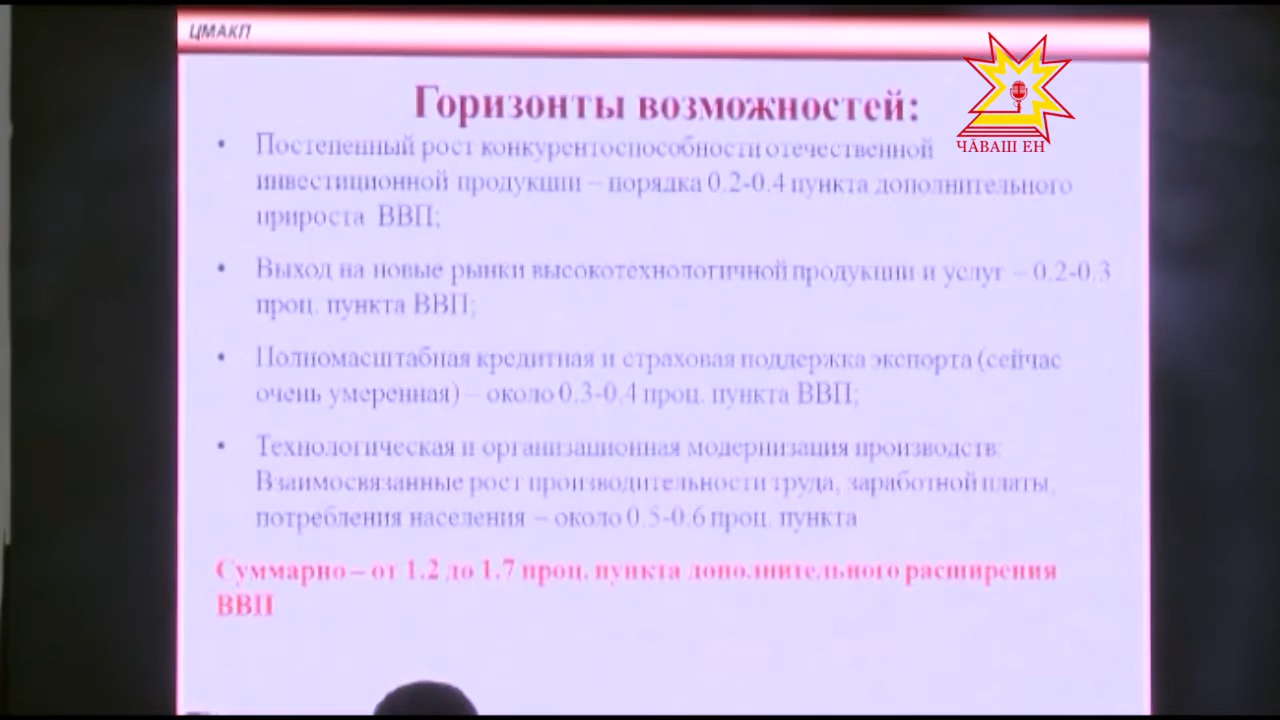 ЦМАКП
Горизонты возможностей:
ЧӐВАШ ЕН
• Постепенный рост конкурентоспособности отечественной
инвестиционной продукции – порядка 0.2-0.4 пункта дополнительного
прироста ВВП;
• Выход на новые рынки высокотехнологичной продукции и услуг – 0.2-0.3
проц. пункта ВВП;
• Полномасштабная кредитная и страховая поддержка экспорта (сейчас
очень умеренная) – около 0.3-0.4 проц. пункта ВВП;
• Технологическая и организационная модернизация производств:
Взаимосвязанные рост производительности труда, заработной платы,
потребления населения – около 0.5-0.6 проц. пункта
Суммарно – от 1.2 до 1.7 проц. пункта дополнительного расширения
ВВП